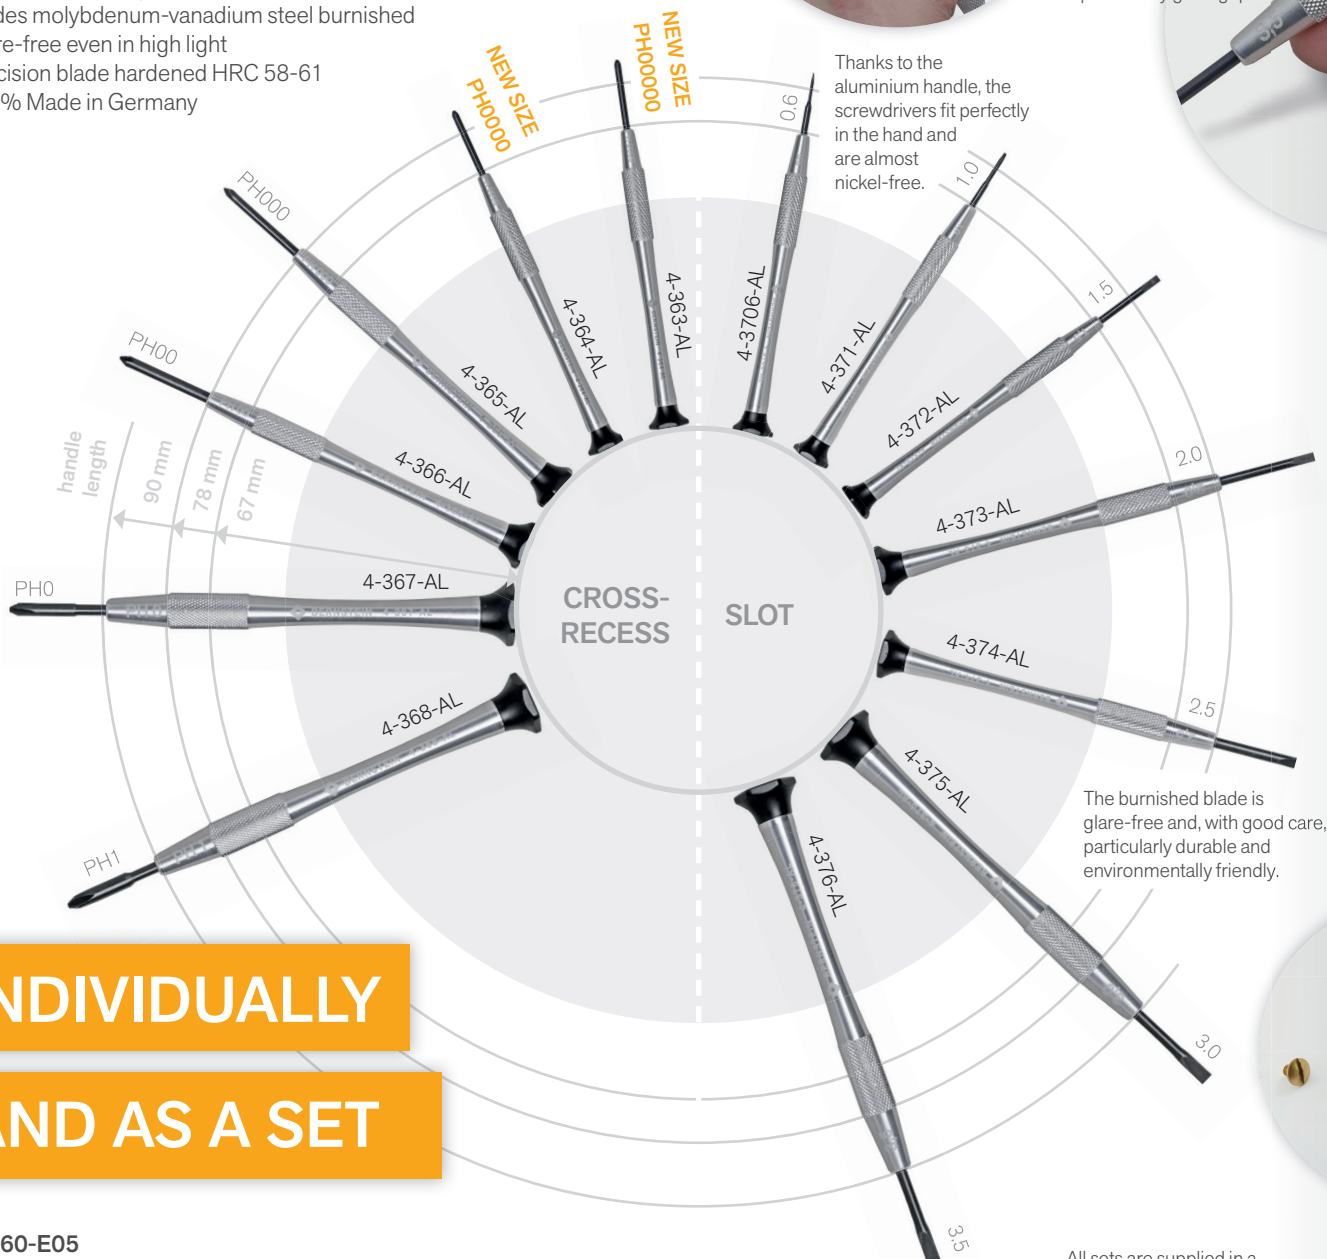 des molybdenum-vanadium steel burnished
re-free even in high light
cision blade hardened HRC 58-61
% Made in Germany
Thanks to the
aluminium handle, the
screwdrivers fit perfectly
in the hand and
are almost
nickel-free.
NEW SIZE
PH0000
NEW SIZE
PH00000
PH000
PH00
PH0
PH1
0.6
1.0
1.5
2.0
2.5
3.0
3.5
4-363-AL
4-364-AL
4-365-AL
4-366-AL
4-367-AL
4-368-AL
4-3706-AL
4-371-AL
4-372-AL
4-373-AL
4-374-AL
4-375-AL
4-376-AL
handle
length
90 mm
78 mm
67 mm
CROSS-
RECESS
SLOT
The burnished blade is
glare-free and, with good care,
particularly durable and
environmentally friendly.
NDIVIDUALLY
AND AS A SET
60-E05
All sets are supplied in a